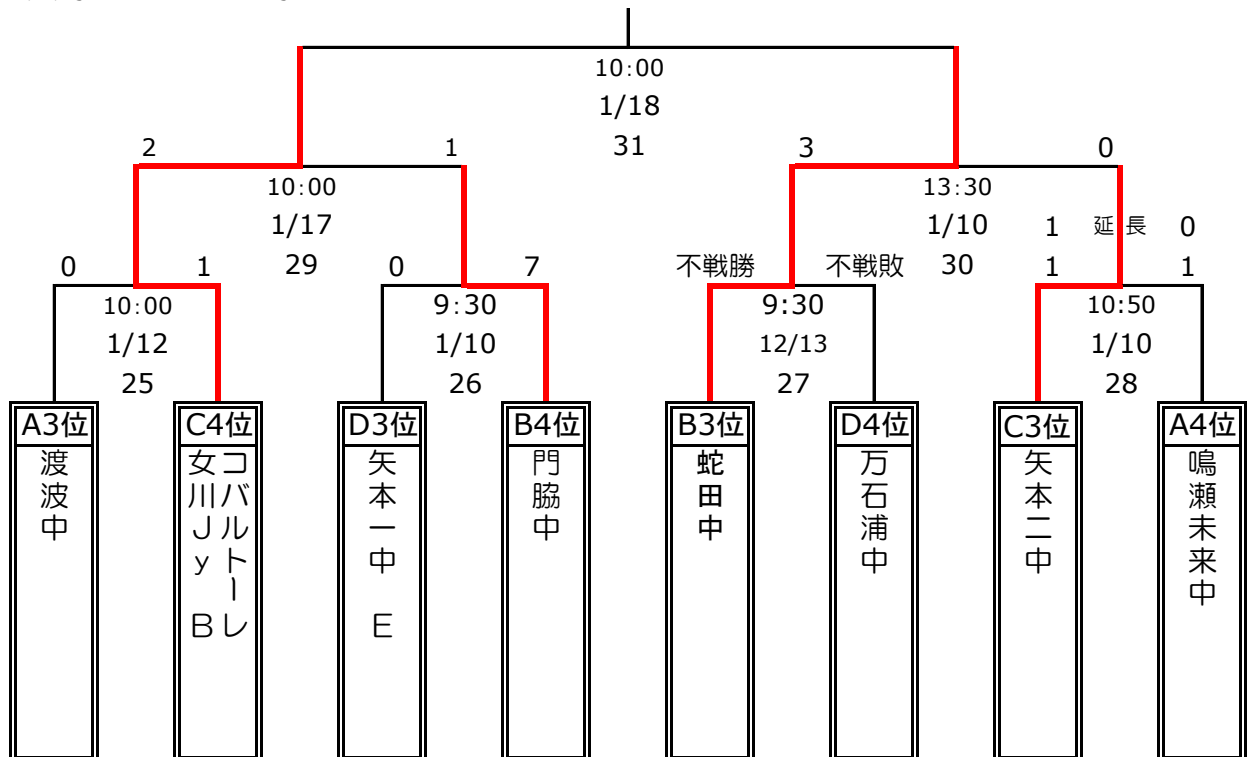 10:00
1/18
31
2 1 3 0
10:00 13:30
1/17 1/10 1 延長 0
29 30
0 1 0 7 不戦勝 不戦敗 1 1
10:00 9:30 9:30 10:50
1/12 1/10 12/13 1/10
25 26 27 28
A3位 C4位 D3位 B4位 B3位 D4位 C3位 A4位
渡波中
コバルトーレ
女川Jy B
矢本一中 E
門脇中
蛇田中
万石浦中
矢本二中
鳴瀬未来中